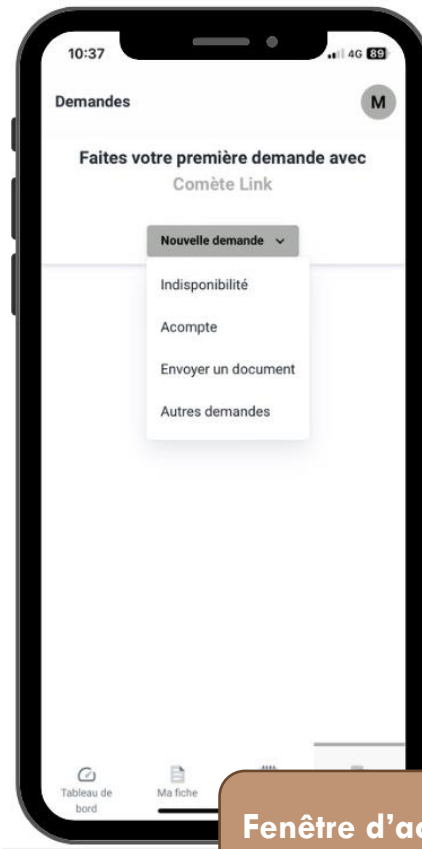 10:37
4G 89
Demandes
M
Faites votre première demande avec
Comète Link
Nouvelle demande
Indisponibilité
Acompte
Envoyer un document
Autres demandes
Tableau de
bord
Ma fiche
Fenêtre d'ac